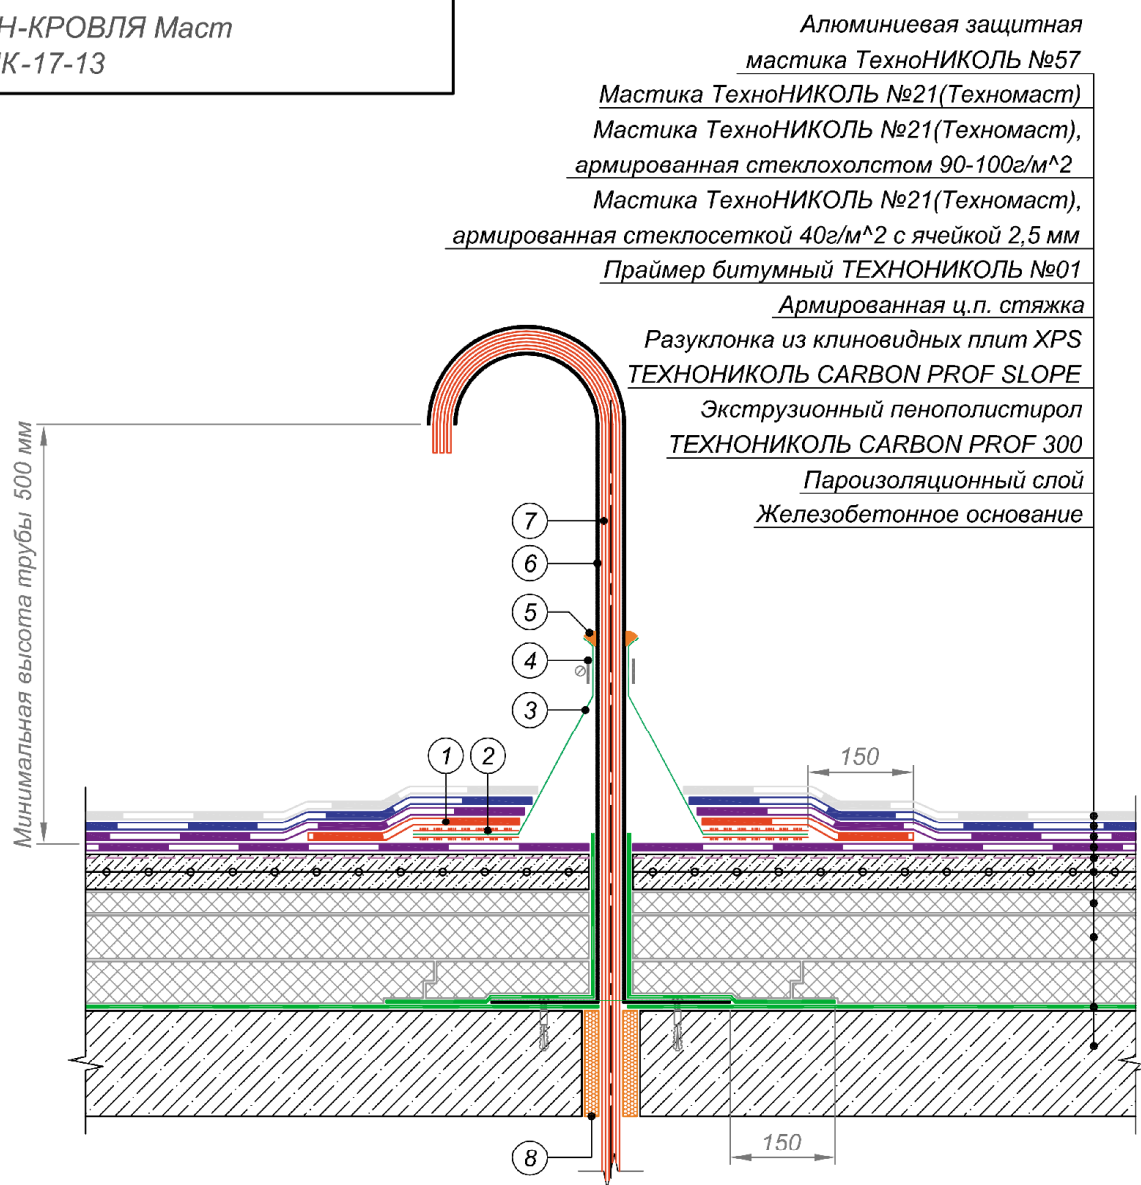 Н-КРОВЛЯ Маст
К-17-13
Алюминиевая защитная
мастика ТехноНИКОЛЬ №57
Мастика ТехноНИКОЛЬ №21(Техномаст)
Мастика ТехноНИКОЛЬ №21(Техномаст),
армированная стеклохолстом 90-100г/м^2
Мастика ТехноНИКОЛЬ №21(Техномаст),
армированная стеклосеткой 40г/м^2 с ячейкой 2,5 мм
Праймер битумный ТЕХНОНИКОЛЬ №01
Армированная ц.п. стяжка
Разуклонка из клиновидных плит XPS
ТЕХНОНИКОЛЬ CARBON PROF SLOPE
Экструзионный пенополистирол
ТЕХНОНИКОЛЬ CARBON PROF 300
Пароизоляционный слой
Железобетонное основание
Минимальная высота трубы 500 мм
7
6
5
4
3
1 2
150
8
150